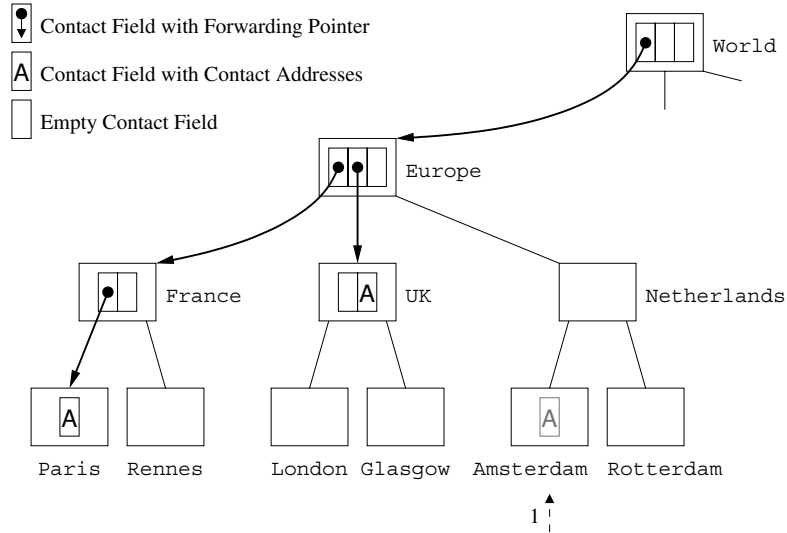 Contact Field with Forwarding Pointer
A Contact Field with Contact Addresses
Empty Contact Field
World
Europe
France
A UK
Netherlands
A
A
Paris Rennes London Glasgow Amsterdam Rotterdam
1